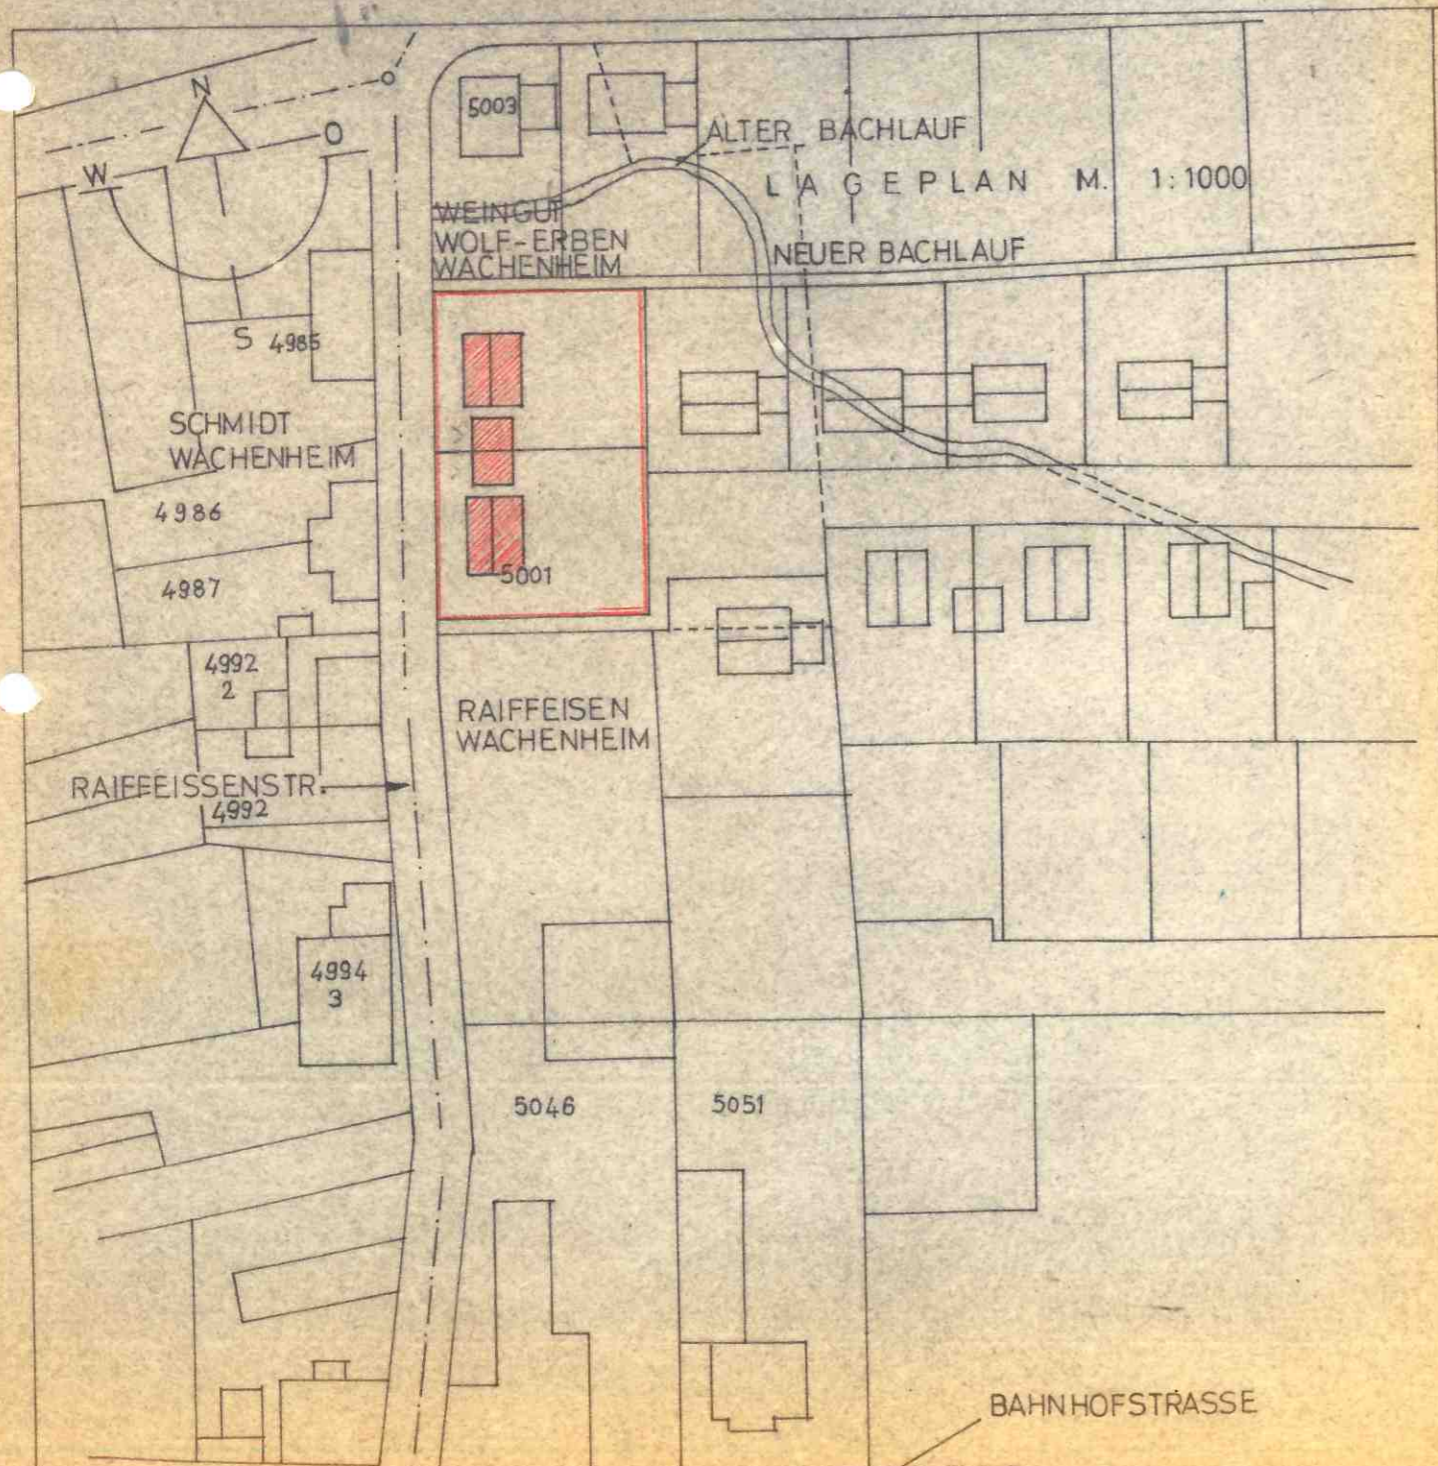 N
O
W
S
5003
ALTER BACHLAUF
LAGEPLAN M. 1:1000
WEINGUT
WOLF-ERBEN
WACHENHEIM
NEUER BACHLAUF
4985
SCHMIDT
WACHENHEIM
4986
4987
5001
4992
2
RAIFFEISEN
WACHENHEIM
RAIFFEISSENSTR.
4992
4994
3
5046
5051
BAHNHOFSTRASSE